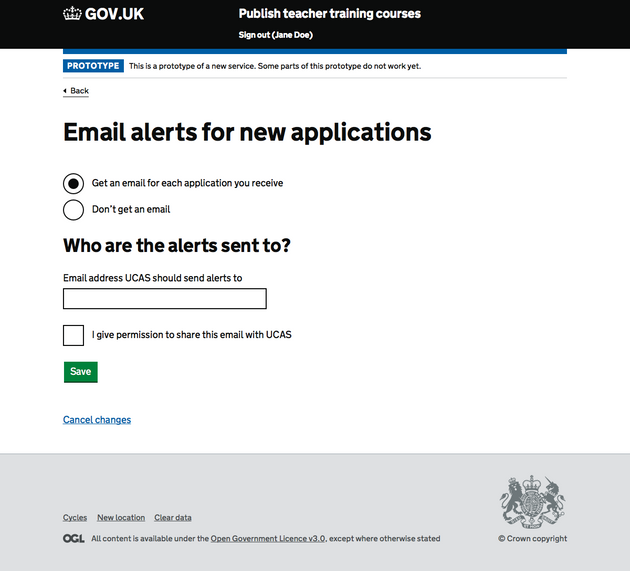 GOV.UK
Publish teacher training courses
Sign out (Jane Doe)
PROTOTYPE This is a prototype of a new service. Some parts of this prototype do not work yet.
Back
Email alerts for new applications
Get an email for each application you receive
Don't get an email
Who are the alerts sent to?
Email address UCAS should send alerts to
I give permission to share this email with UCAS
Save
Cancel changes
Cycles New location Clear data
OGL All content is available under the Open Government Licence v3.0, except where otherwise stated
© Crown copyright